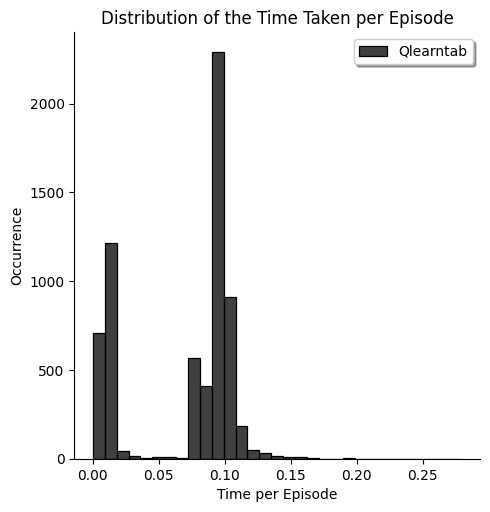 Distribution of the Time Taken per Episode
Qlearntab
2000
1500
1000
500
0
Occurrence
0.00 0.05 0.10 0.15 0.20 0.25
Time per Episode